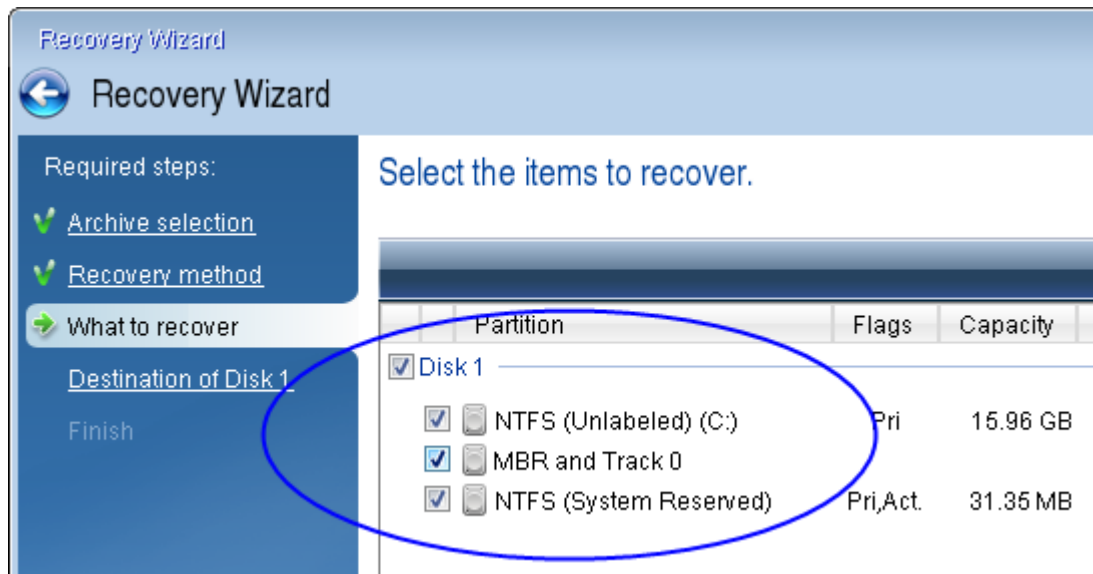 Recovery Wizard
Recovery Wizard
Required steps:
Archive selection
Recovery method
What to recover
Destination of Disk 1
Finish
Select the items to recover.
Partition Flags Capacity
Disk 1
NTFS (Unlabeled) (C:) Pri 15.96 GB
MBR and Track 0
NTFS (System Reserved) Pri,Act. 31.35 MB